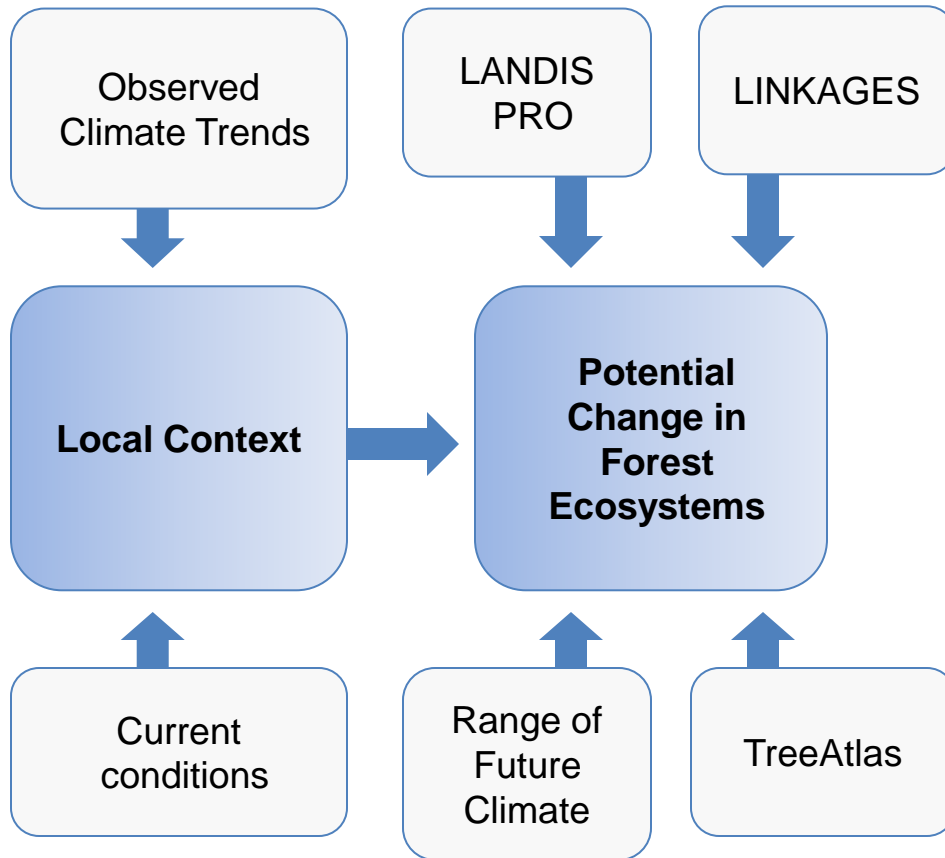 Observed
Climate Trends
LANDIS
PRO
LINKAGES
Local Context
Potential
Change in
Forest
Ecosystems
Current
conditions
Range of
Future
Climate
TreeAtlas